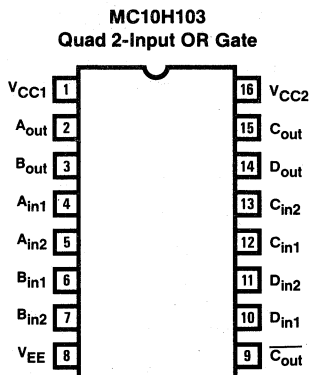 MC10H103
Quad 2-Input OR Gate
VCC1 1 16 VCC2
Aout 2 15 Cout
Bout 3 14 Dout
Ain1 4 13 Cin2
Ain2 5 12 Cin1
Bin1 6 11 Din2
Bin2 7 10 Din1
VEE 8 9 Cout